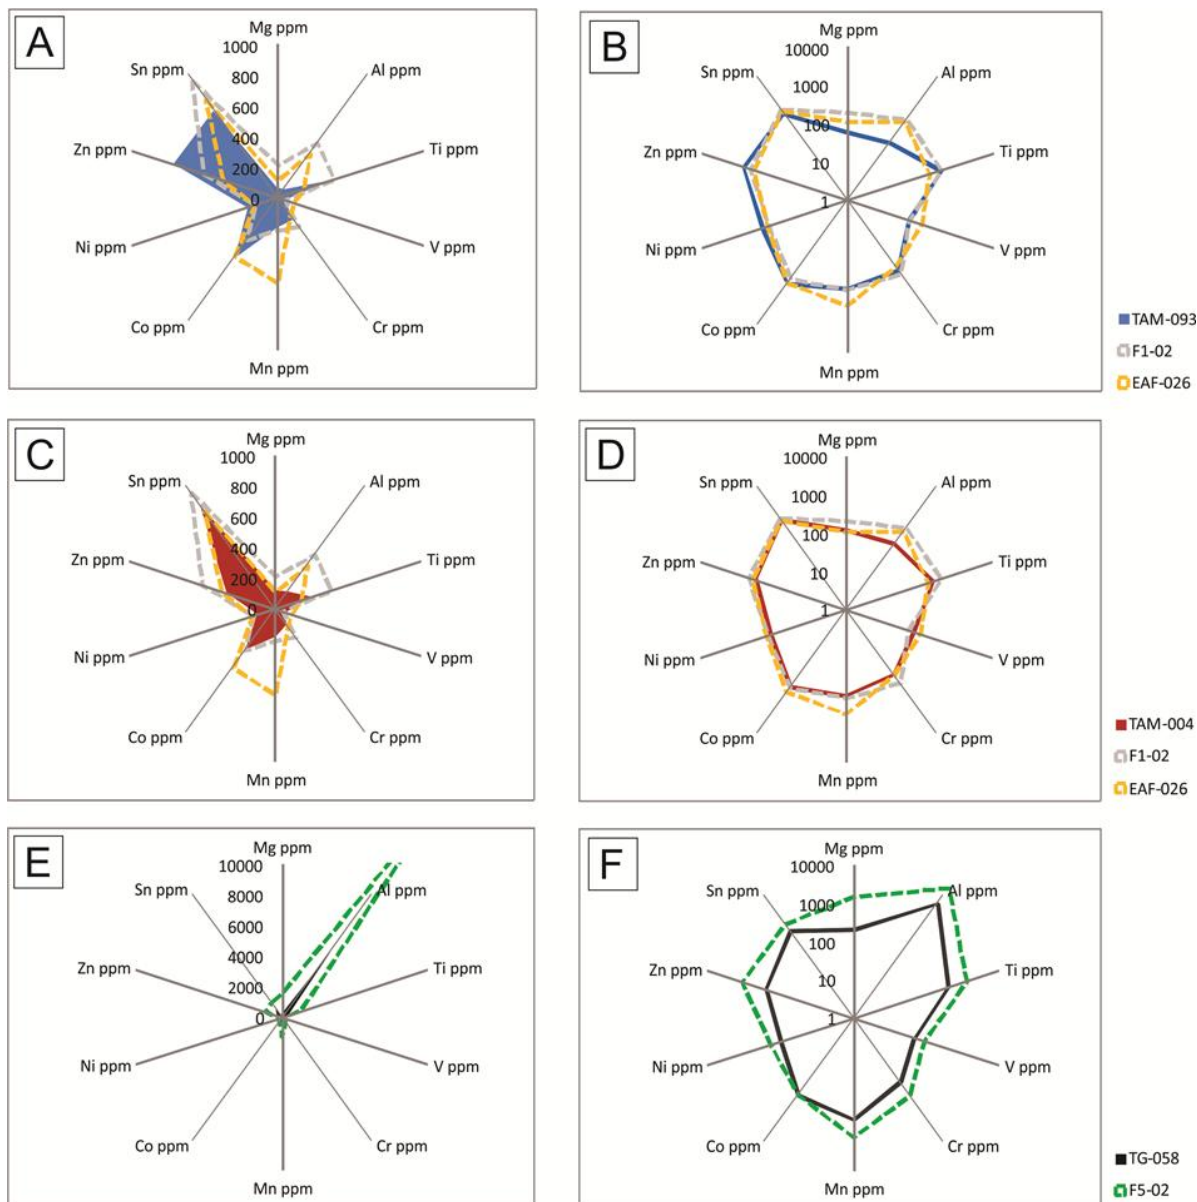 A
Mg ppm
1000
800
600
400
200
0
Sn ppm
Al ppm
Zn ppm
Ti ppm
Ni ppm
V ppm
Co ppm
Cr ppm
Mn ppm
B
Mg ppm
10000
1000
100
10
1
Sn ppm
Al ppm
Zn ppm
Ti ppm
Ni ppm
V ppm
Co ppm
Cr ppm
Mn ppm
TAM-093
F1-02
EAF-026
C
Mg ppm
1000
800
600
400
200
0
Sn ppm
Al ppm
Zn ppm
Ti ppm
Ni ppm
V ppm
Co ppm
Cr ppm
Mn ppm
D
Mg ppm
10000
1000
100
10
1
Sn ppm
Al ppm
Zn ppm
Ti ppm
Ni ppm
V ppm
Co ppm
Cr ppm
Mn ppm
TAM-004
F1-02
EAF-026
E
Mg ppm
10000
8000
6000
4000
2000
0
Sn ppm
Al ppm
Zn ppm
Ti ppm
Ni ppm
V ppm
Co ppm
Cr ppm
Mn ppm
F
Mg ppm
10000
1000
100
10
1
Sn ppm
Al ppm
Zn ppm
Ti ppm
Ni ppm
V ppm
Co ppm
Cr ppm
Mn ppm
TG-058
F5-02